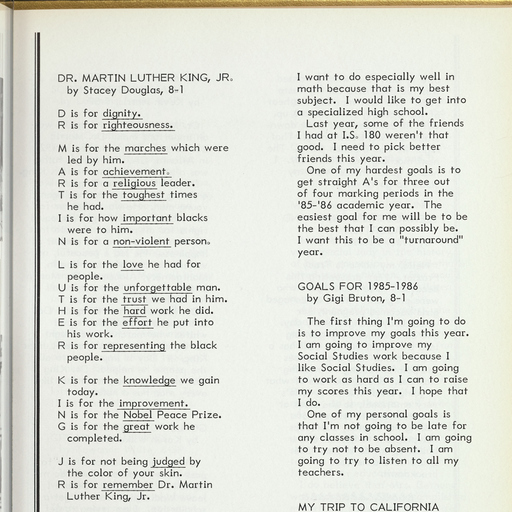 DR. MARTIN LUTHER KING, JR.
by Stacey Douglas, 8-1
D is for dignity.
R is for righteousness.
M is for the marches which were
led by him.
A is for achievement.
R is for a religious leader.
T is for the toughest times
he had.
I is for how important blacks
were to him.
N is for a non-violent person.
L is for the love he had for
people.
U is for the unforgettable man.
T is for the trust we had in him.
H is for the hard work he did.
E is for the effort he put into
his work.
R is for representing the black
people.
K is for the knowledge we gain
today.
I is for the improvement.
N is for the Nobel Peace Prize.
G is for the great work he
completed.
J is for not being judged by
the color of your skin.
R is for remember Dr. Martin
Luther King, Jr.
I want to do especially well in
math because that is my best
subject. I would like to get into
a specialized high school.
Last year, some of the friends
I had at I.S. 180 weren't that
good. I need to pick better
friends this year.
One of my hardest goals is to
get straight A's for three out
of four marking periods in the
'85-'86 academic year. The
easiest goal for me will be to be
the best that I can possibly be.
I want this to be a "turnaround"
year.
GOALS FOR 1985-1986
by Gigi Bruton, 8-1
The first thing I'm going to do
is to improve my goals this year.
I am going to improve my
Social Studies work because I
like Social Studies. I am going
to work as hard as I can to raise
my scores this year. I hope that
I do.
One of my personal goals is
that I'm not going to be late for
any classes in school. I am going
to try not to be absent. I am
going to try to listen to all my
teachers.
MY TRIP TO CALIFORNIA